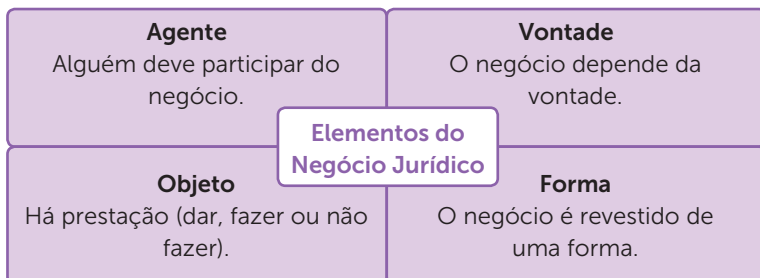 Agente
Alguém deve participar do
negócio.
Vontade
O negócio depende da
vontade.
Elementos do
Negócio Jurídico
Objeto
Há prestação (dar, fazer ou não
fazer).
Forma
O negócio é revestido de
uma forma.